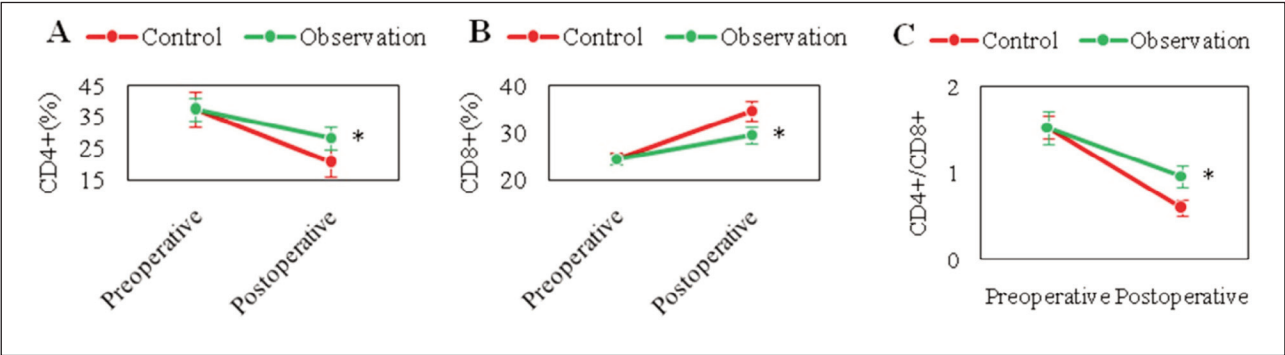 A Control Observation
CD4+(%)
45
35
25
15
*
Preoperative
Postoperative
B Control Observation
CD8+(%)
40
30
20
*
Preoperative
Postoperative
C Control Observation
CD4+/CD8+
2
1
0
*
Preoperative Postoperative